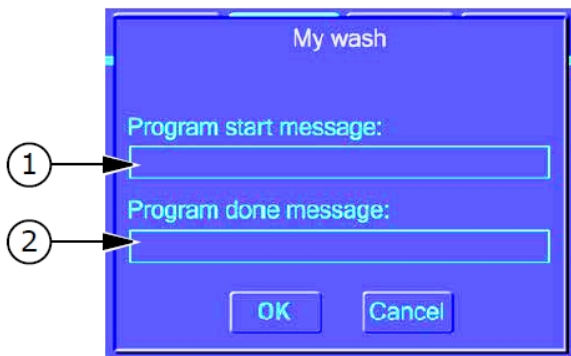 My wash
Program start message:
1
Program done message:
2
OK Cancel